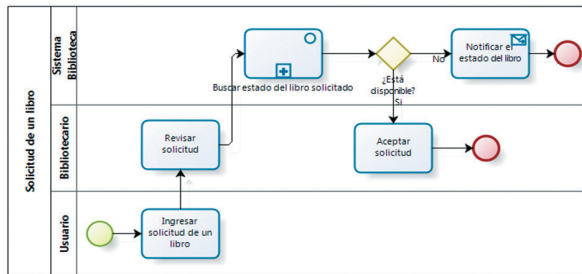 Solicitud de un libro
Sistema
Biblioteca
Buscar estado del libro solicitado
¿Está
disponible?
No
Si
Notificar el
estado del libro
Bibliotecario
Revisar
solicitud
Aceptar
solicitud
Usuario
Ingresar
solicitud de un
libro